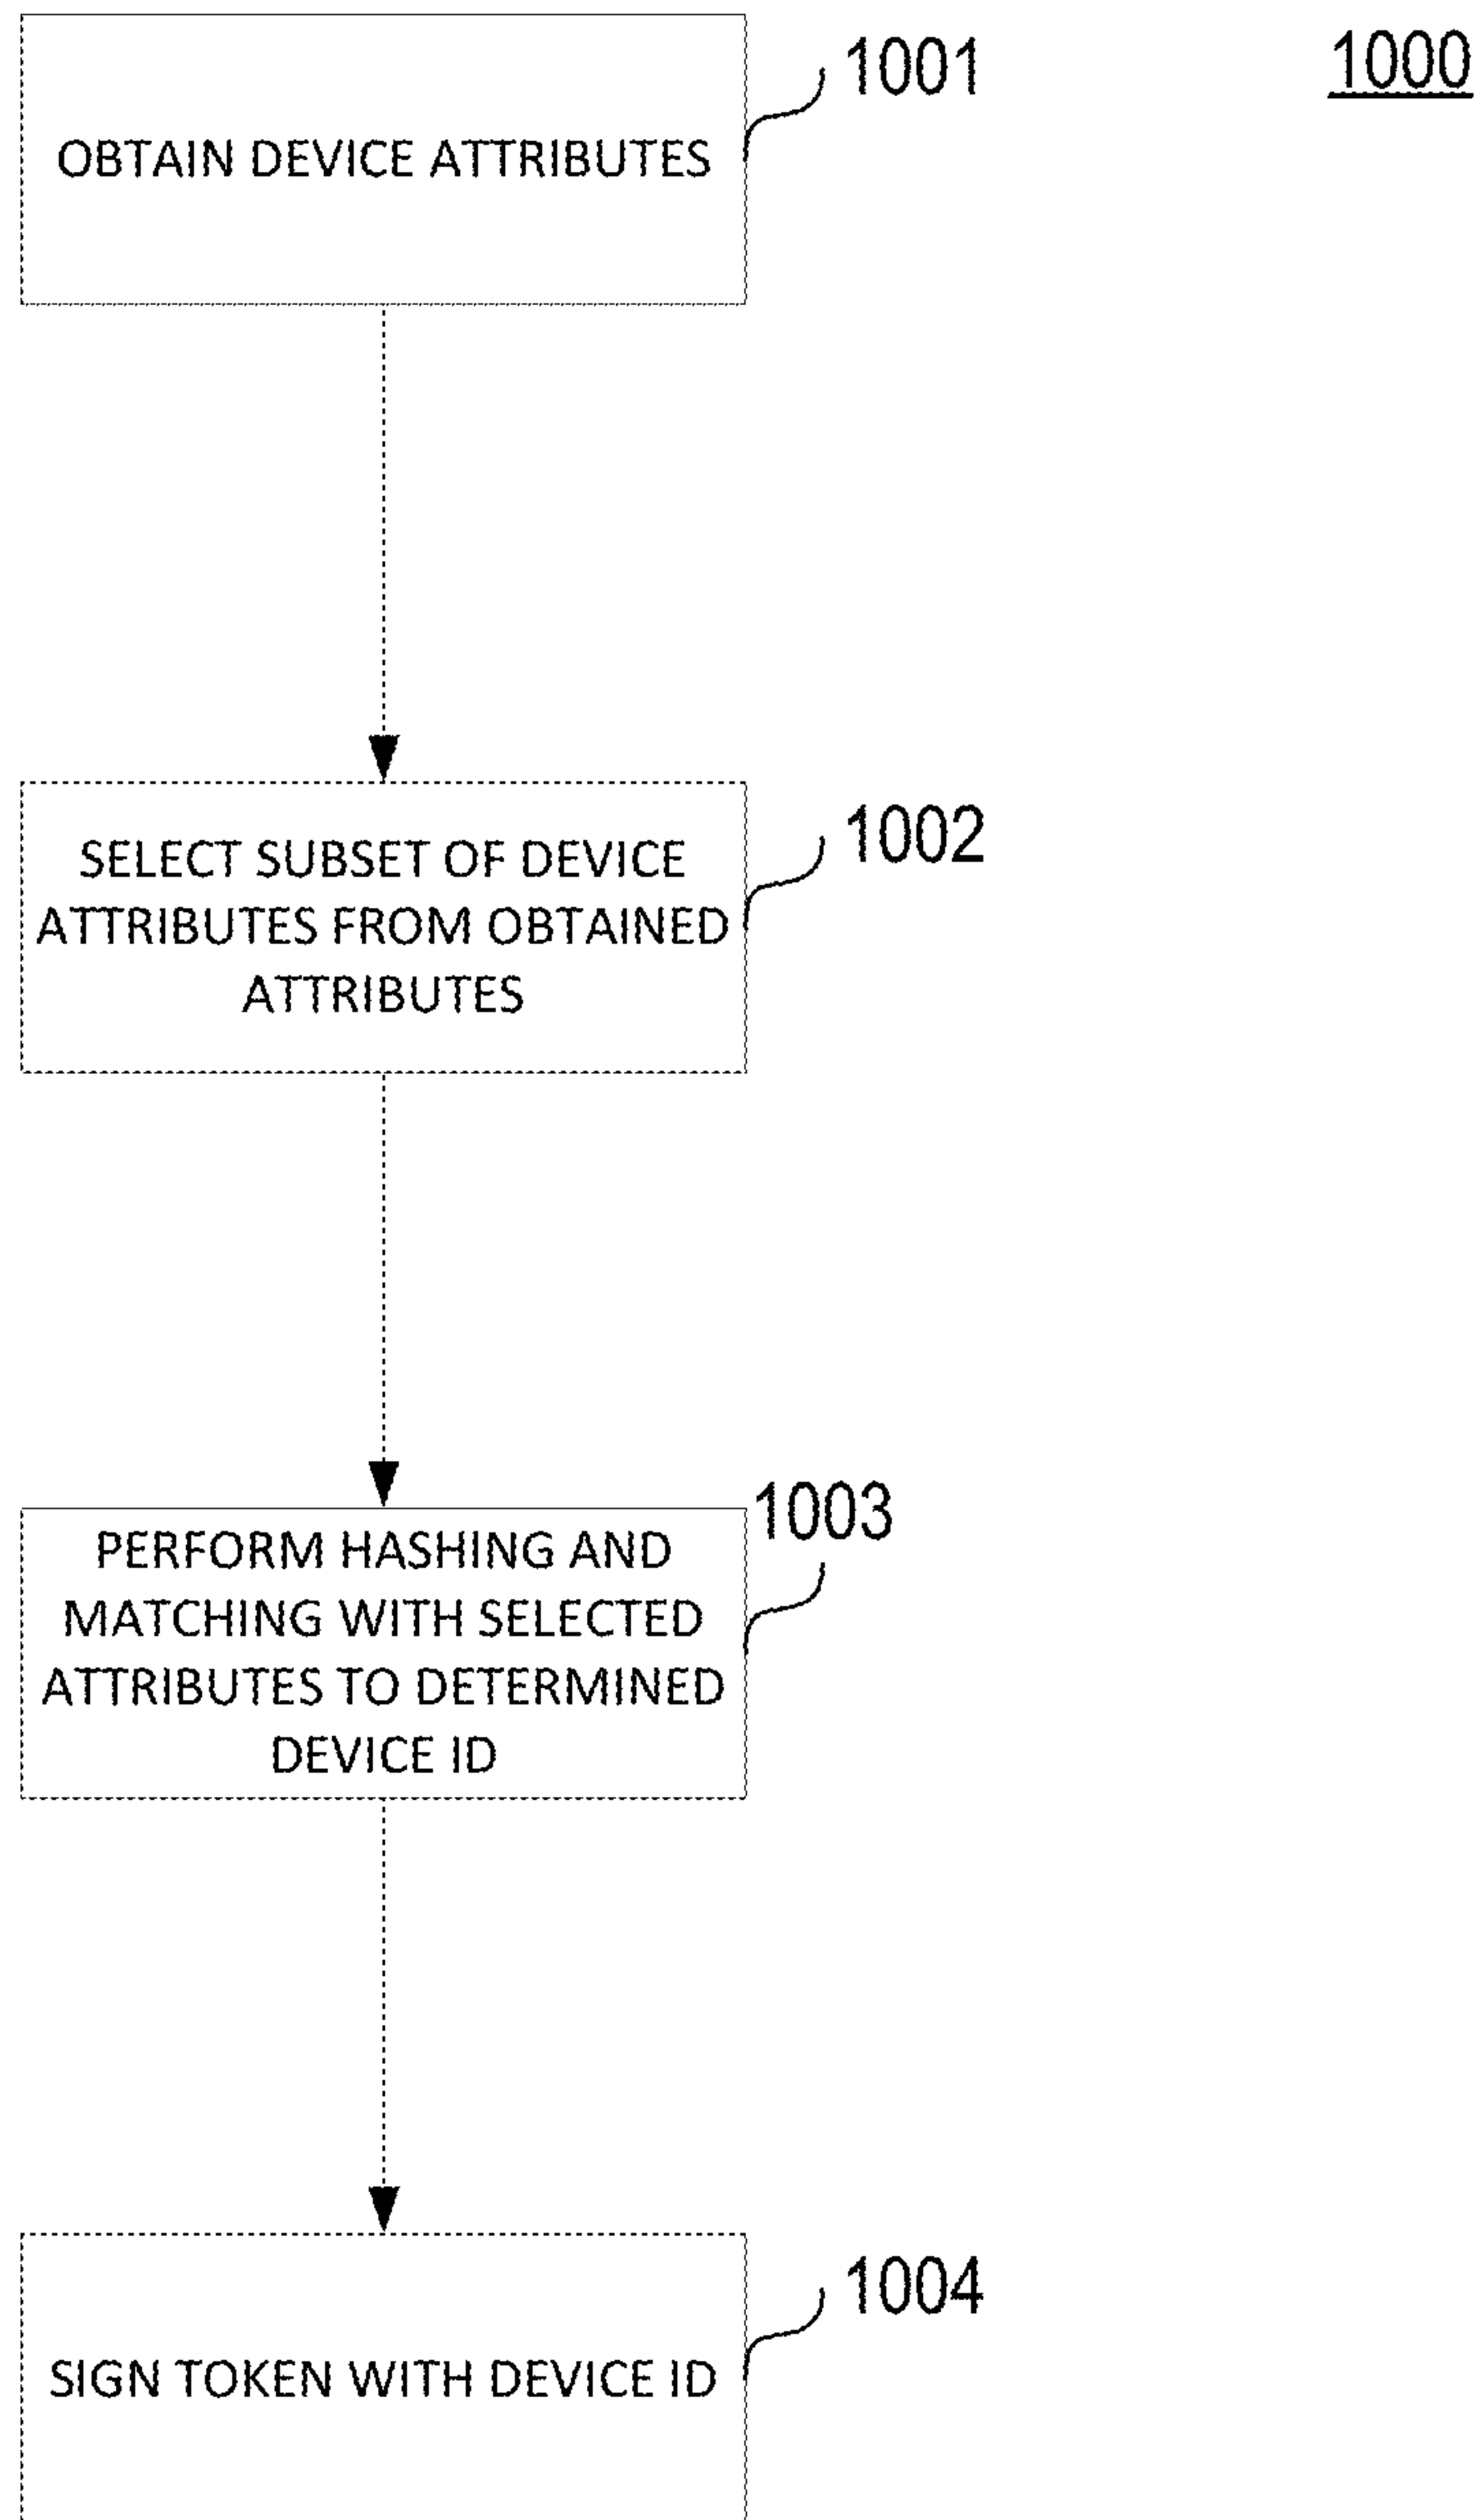 1000
1001
OBTAIN DEVICE ATTRIBUTES
1002
SELECT SUBSET OF DEVICE
ATTRIBUTES FROM OBTAINED
ATTRIBUTES
1003
PERFORM HASHING AND
MATCHING WITH SELECTED
ATTRIBUTES TO DETERMINED
DEVICE ID
1004
SIGN TOKEN WITH DEVICE ID